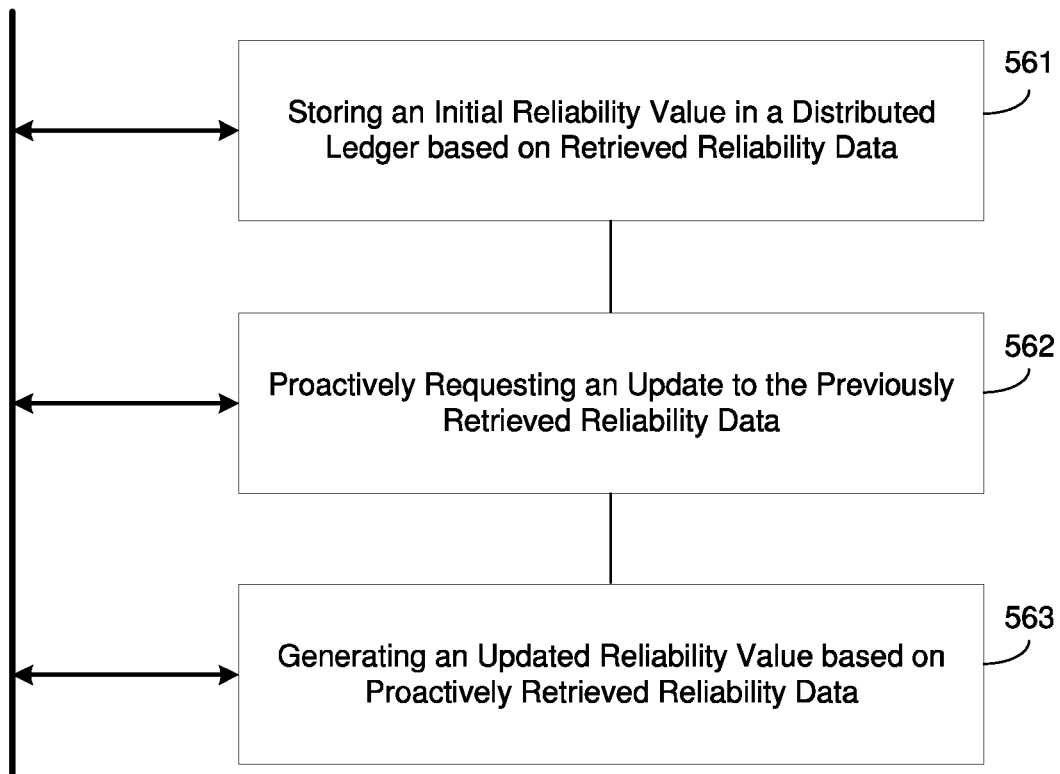 561
Storing an Initial Reliability Value in a Distributed
Ledger based on Retrieved Reliability Data
562
Proactively Requesting an Update to the Previously
Retrieved Reliability Data
563
Generating an Updated Reliability Value based on
Proactively Retrieved Reliability Data